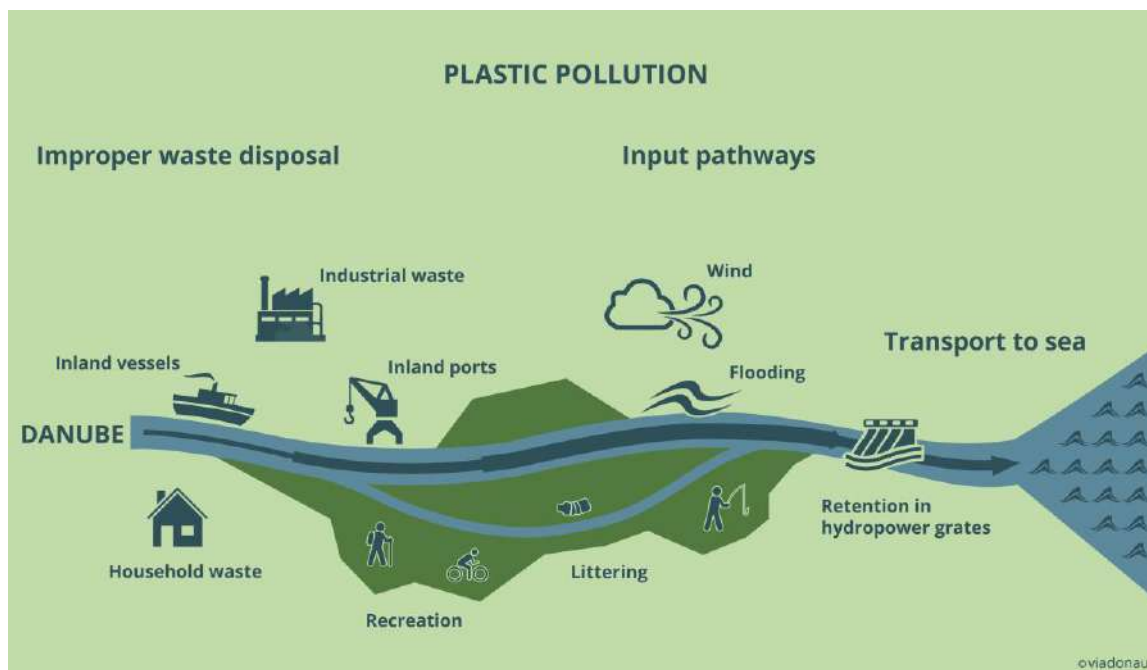 PLASTIC POLLUTION
Improper waste disposal
Input pathways
Industrial waste
Wind
Inland vessels
Inland ports
Flooding
Transport to sea
DANUBE
Household waste
Recreation
Littering
Retention in
hydropower grates
©viadonau